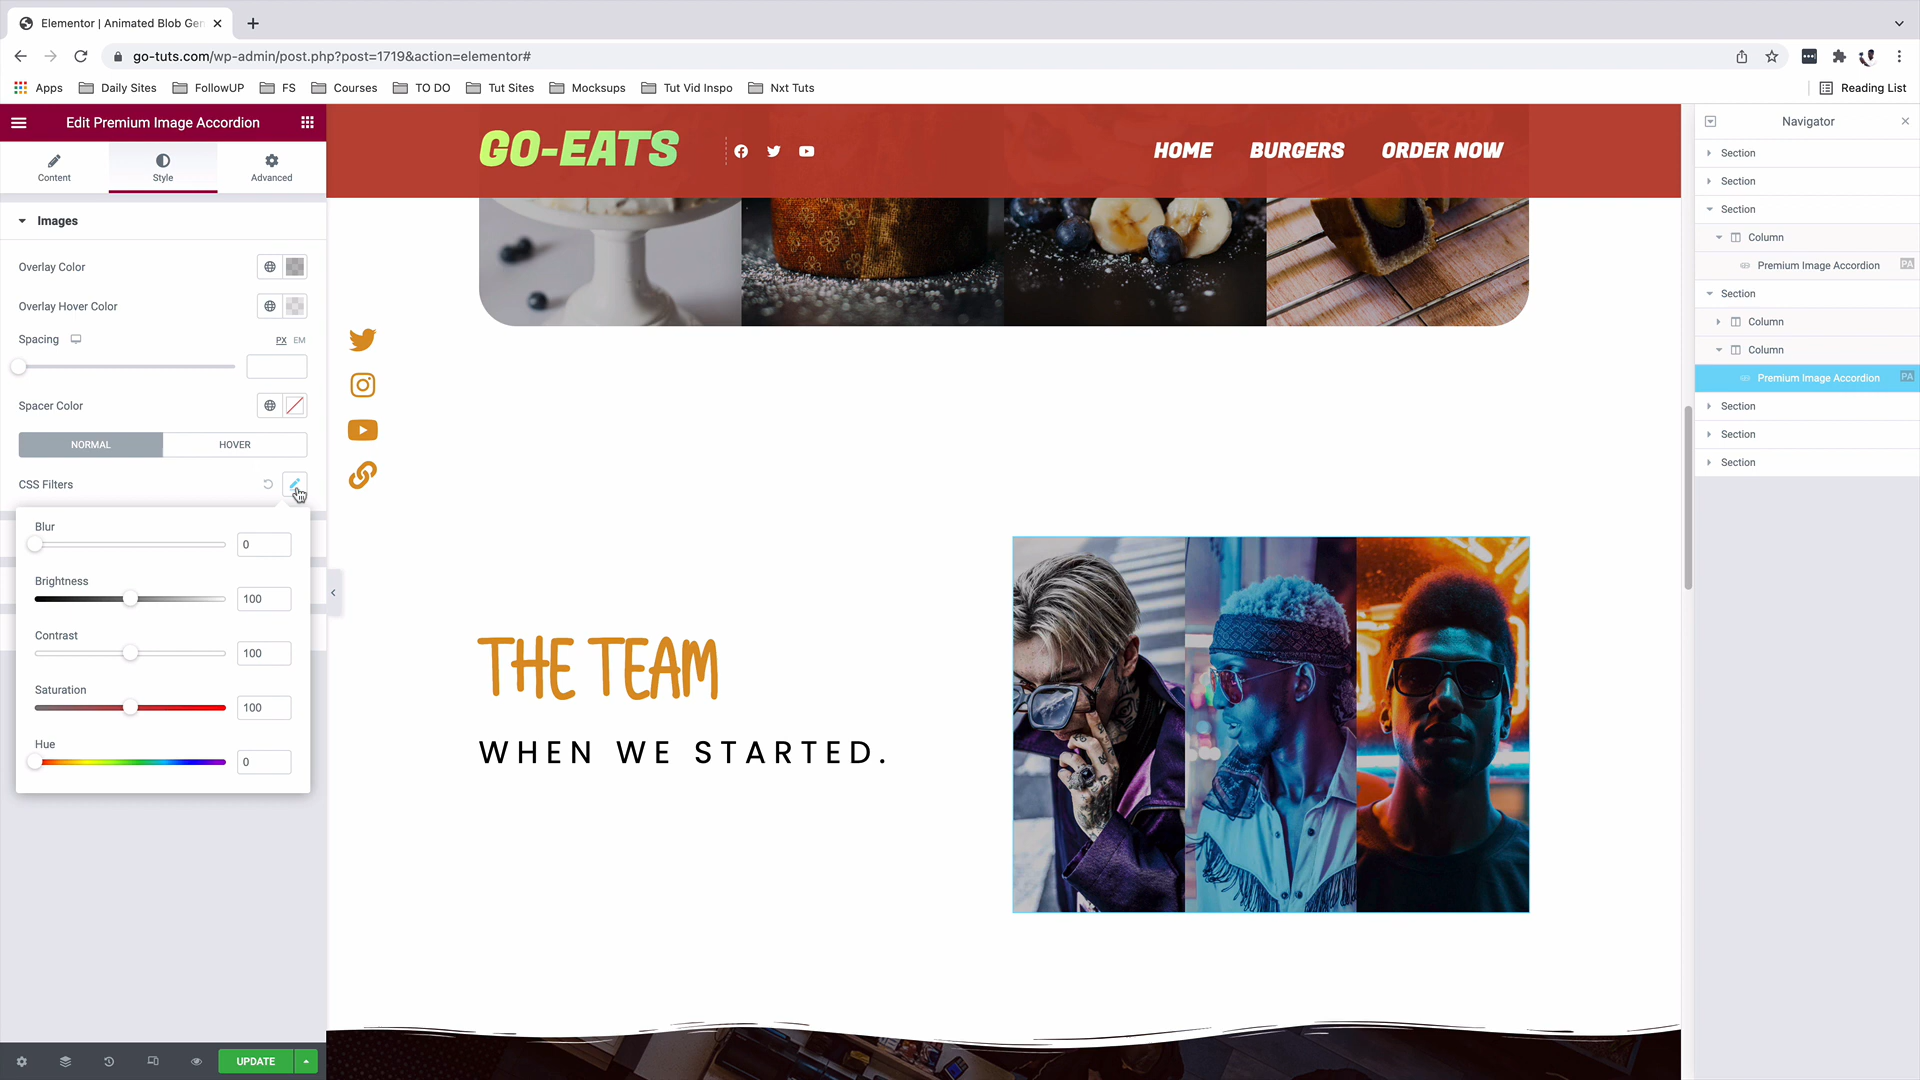 Elementor | Animated Blob Gen
go-tuts.com/wp-admin/post.php?post=1719&action=elementor#
Apps Daily Sites FollowUP FS Courses TO DO Tut Sites Mocksups Tut Vid Inspo Nxt Tuts Reading List
Edit Premium Image Accordion
Content Style Advanced
Images
Overlay Color
Overlay Hover Color
Spacing PX EM
Spacer Color
NORMAL HOVER
CSS Filters
Blur
0
Brightness
100
Contrast
100
Saturation
100
Hue
0
UPDATE
GO-EATS HOME BURGERS ORDER NOW
THE TEAM
WHEN WE STARTED.
Navigator
Section
Section
Section
Column
Premium Image Accordion PA
Section
Column
Column
Premium Image Accordion PA
Section
Section
Section